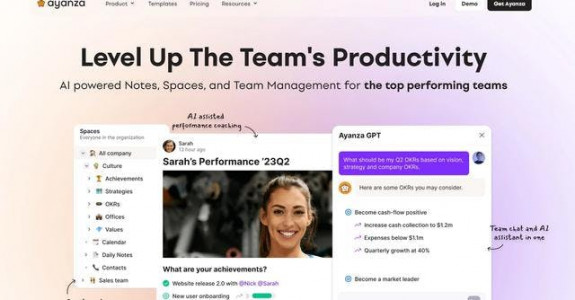 ayanza
Product
Templates
Pricing
Resources
Log in
Demo
Get Ayanza
Level Up The Team's Productivity
AI powered Notes, Spaces, and Team Management for the top performing teams
AI assisted
performance coaching
Spaces
Everyone in the organization
All company
Culture
Achievements
Strategies
OKRs
Offices
Values
Calendar
Daily Notes
Contacts
Sales team
Sarah
12 hour ago
Sarah's Performance '23Q2
What are your achievements?
Website release 2.0 with @Nick @Sarah
New user onboarding
Ayanza GPT
What should be my Q2 OKRs based on vision,
strategy and company OKRs.
Here are some OKRs you may consider.
Become cash-flow positive
Increase cash collection to $1.2m
Expenses below $1.1m
Quarterly growth at 40%
Become a market leader
Team chat and AI
assistant in one